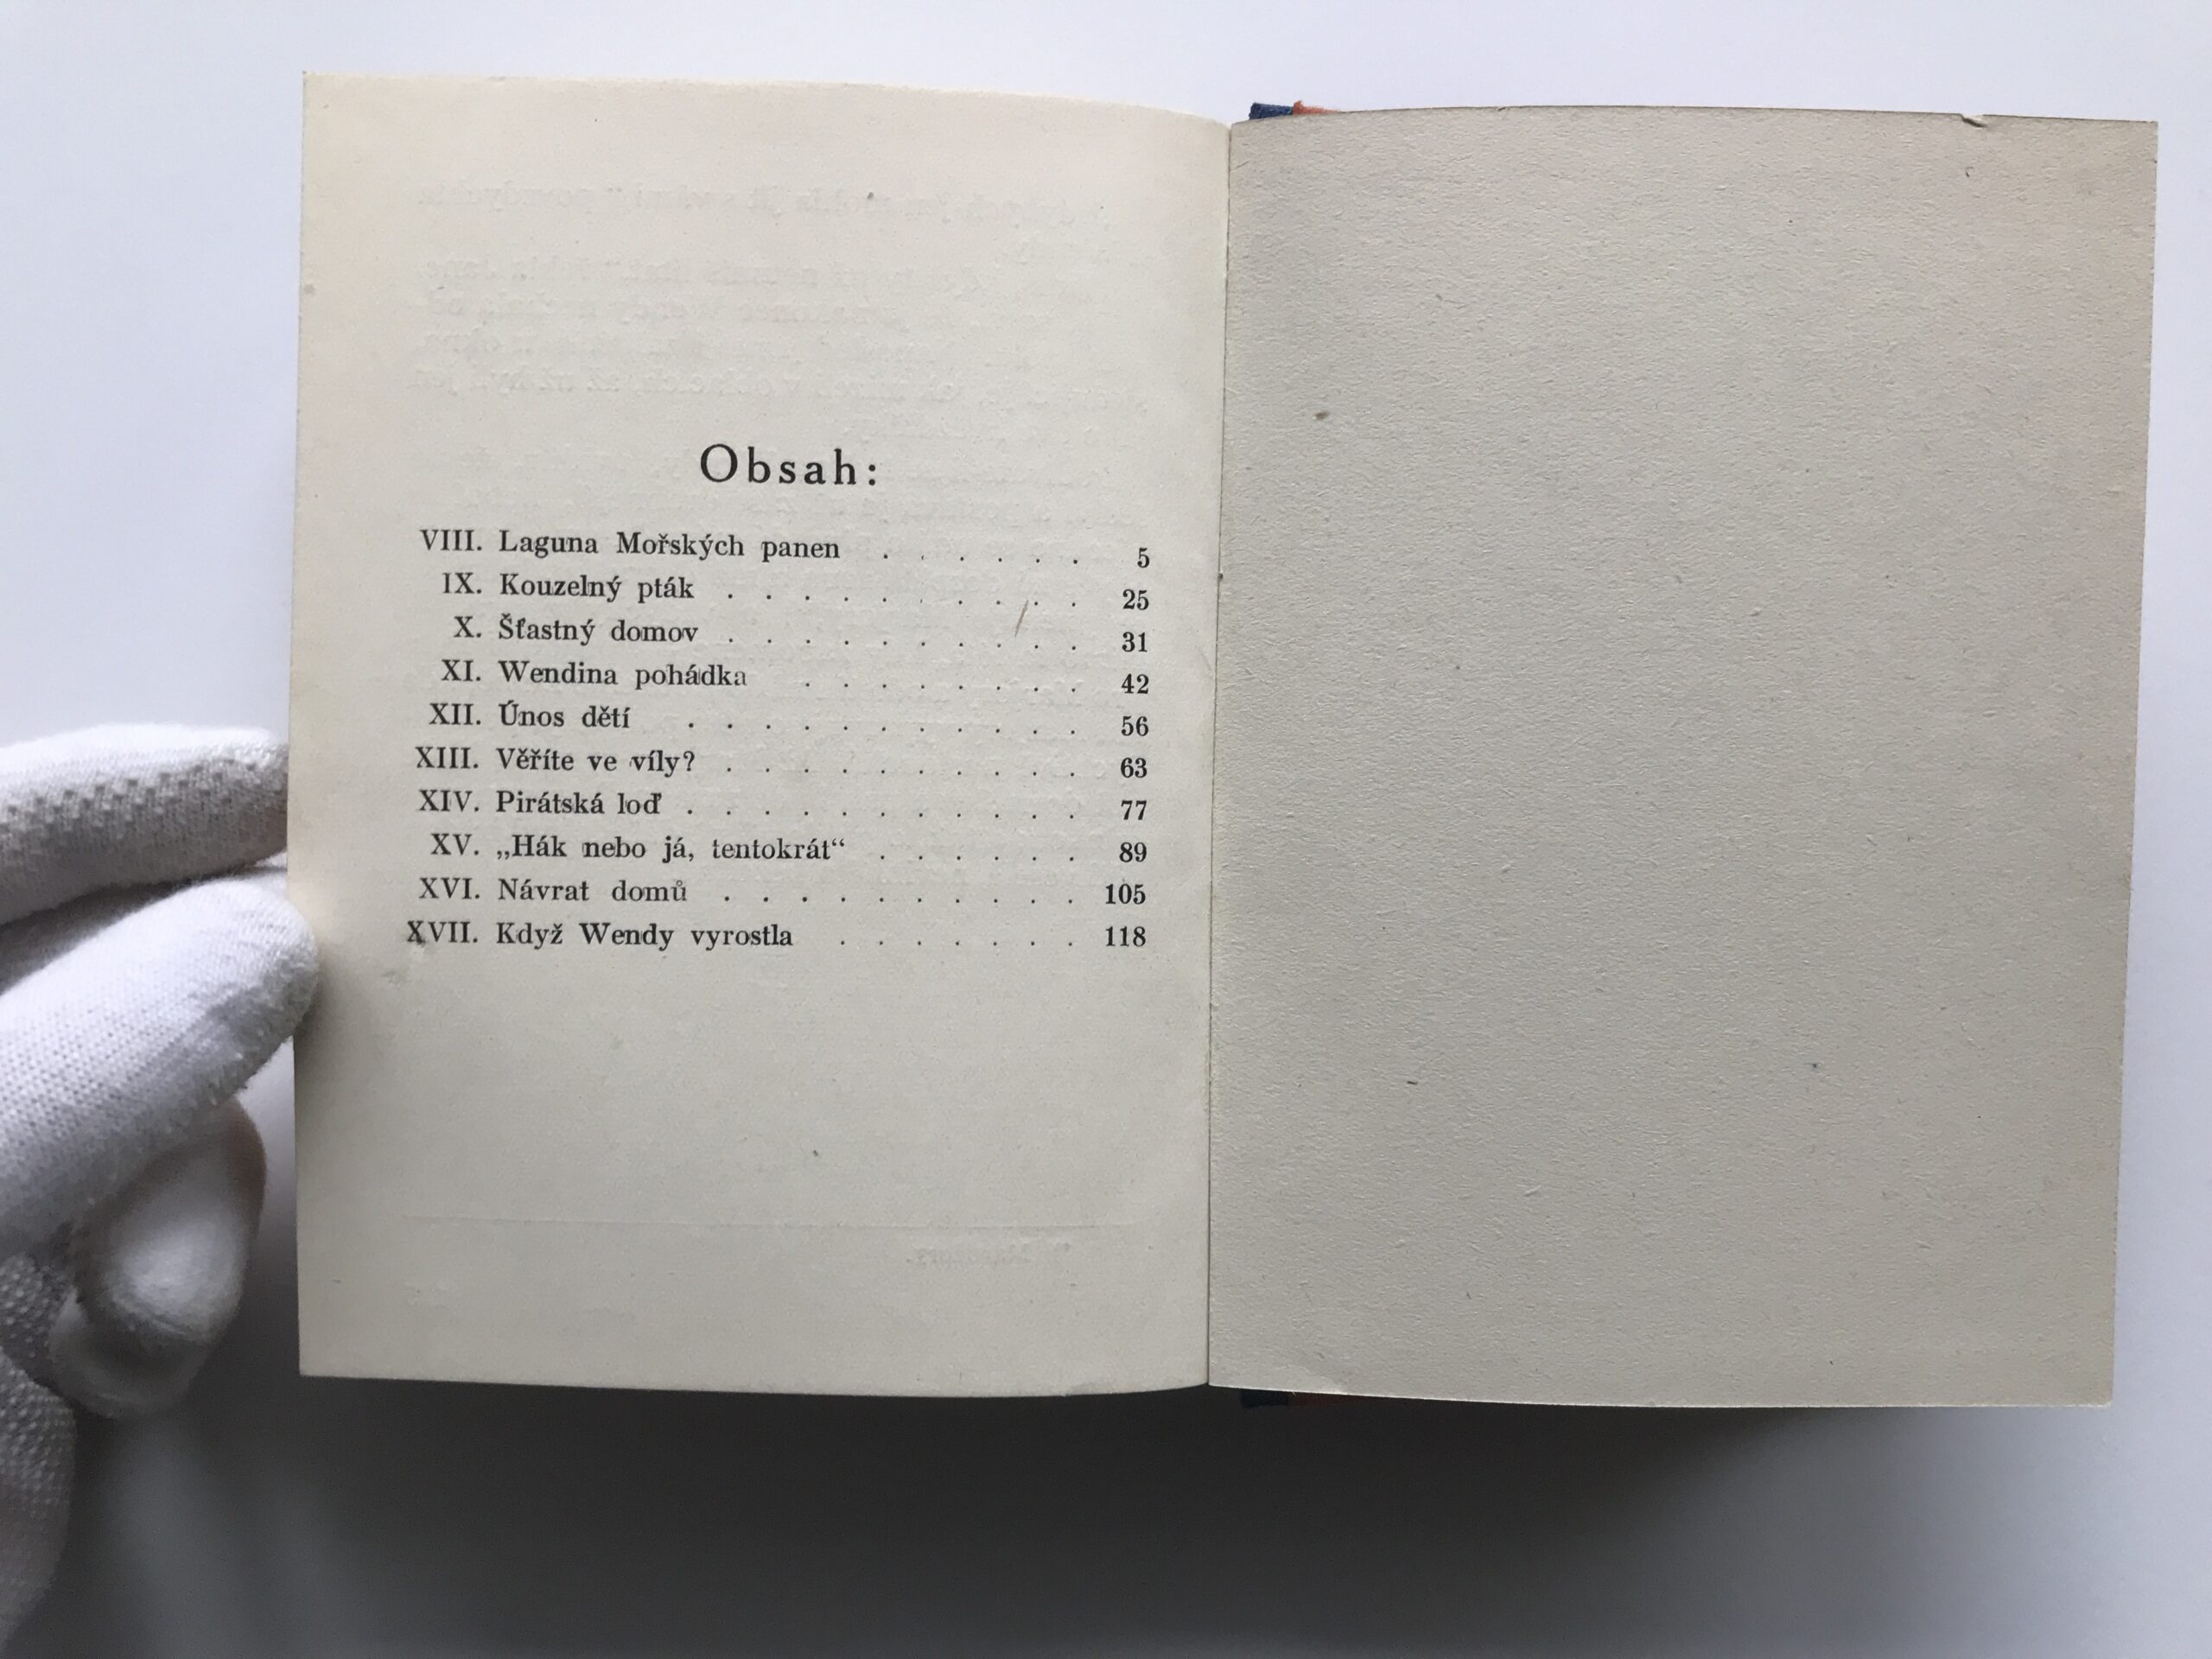 Obsah:
VIII. Laguna Mořských panen . . . . . . 5
IX. Kouzelný pták . . . . . . . . . . 25
X. Šťastný domov . . . . . . . . . . 31
XI. Wendina pohádka . . . . . . . . 42
XII. Únos dětí . . . . . . . . . . . 56
XIII. Věříte ve víly? . . . . . . . . . . 63
XIV. Pirátská loď . . . . . . . . . . . 77
XV. „Hák nebo já, tentokrát“ . . . . . . 89
XVI. Návrat domů . . . . . . . . . . 105
XVII. Když Wendy vyrostla . . . . . . . 118